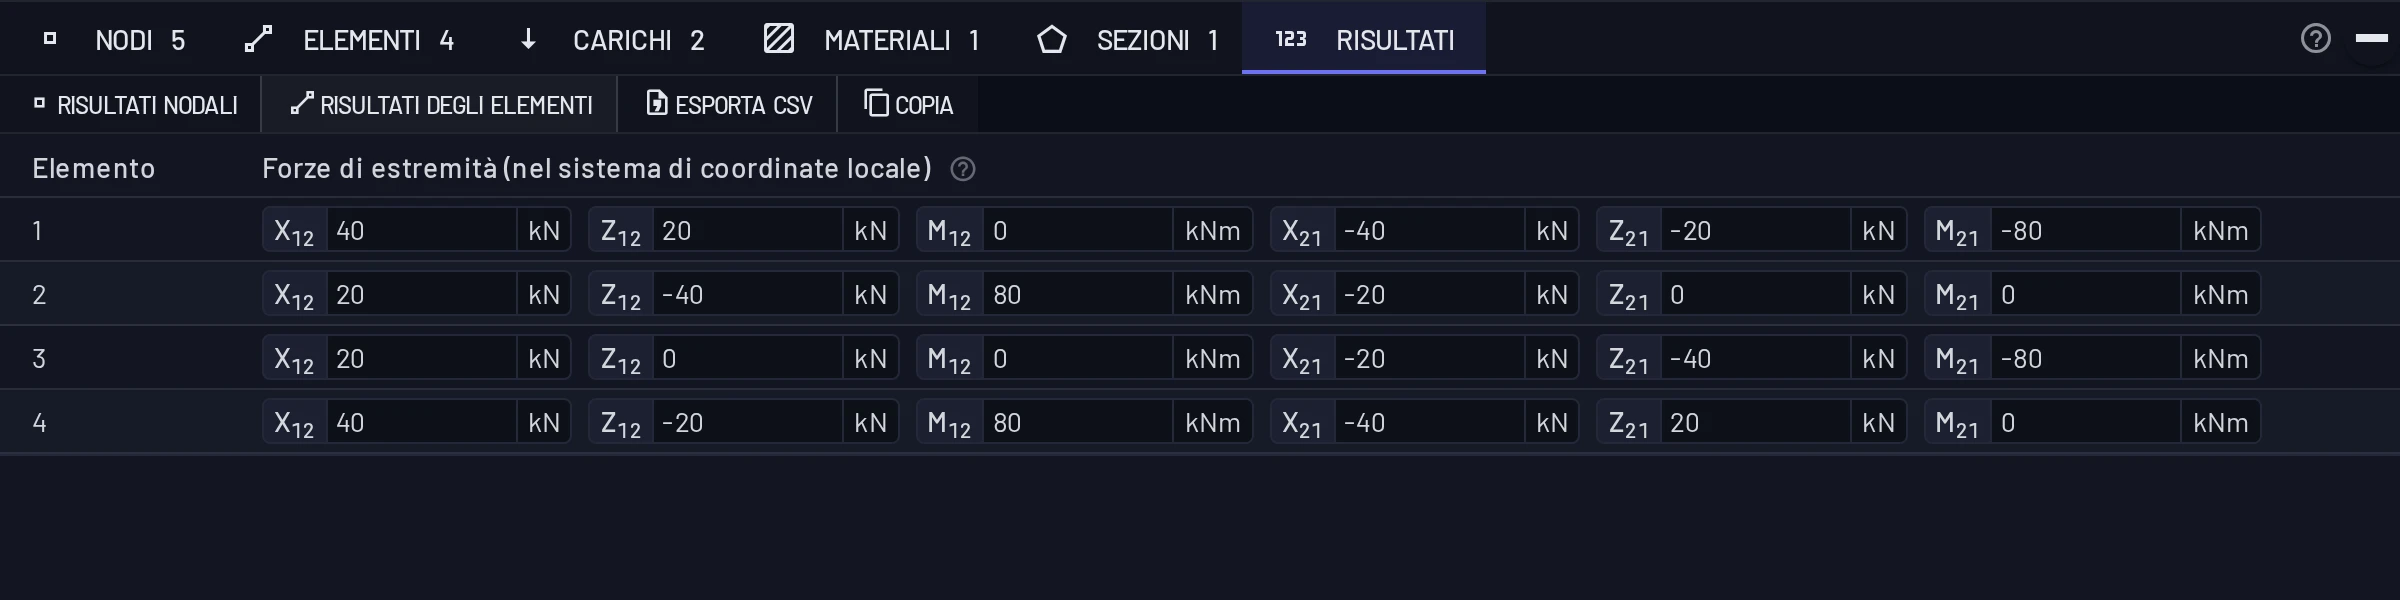 NODI 5 ELEMENTI 4 CARICHI 2 MATERIALI 1 SEZIONI 1 123 RISULTATI
RISULTATI NODALI RISULTATI DEGLI ELEMENTI ESPORTA CSV COPIA
Elemento Forze di estremità (nel sistema di coordinate locale) ?
1 X12 40 kN Z12 20 kN M12 0 kNm X21 -40 kN Z21 -20 kN M21 -80 kNm
2 X12 20 kN Z12 -40 kN M12 80 kNm X21 -20 kN Z21 0 kN M21 0 kNm
3 X12 20 kN Z12 0 kN M12 0 kNm X21 -20 kN Z21 -40 kN M21 -80 kNm
4 X12 40 kN Z12 -20 kN M12 80 kNm X21 -40 kN Z21 20 kN M21 0 kNm